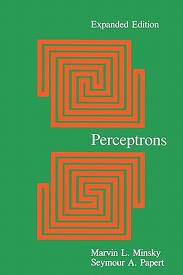 Expanded Edition
Perceptrons
Marvin L. Minsky
Seymour A. Papert